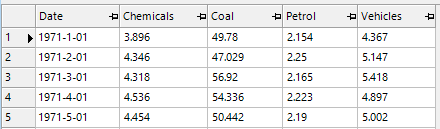 Date Chemicals Coal Petrol Vehicles
1 1971-1-01 3.896 49.78 2.154 4.367
2 1971-2-01 4.346 47.029 2.25 5.147
3 1971-3-01 4.318 56.92 2.165 5.418
4 1971-4-01 4.536 54.336 2.223 4.897
5 1971-5-01 4.454 50.442 2.19 5.002